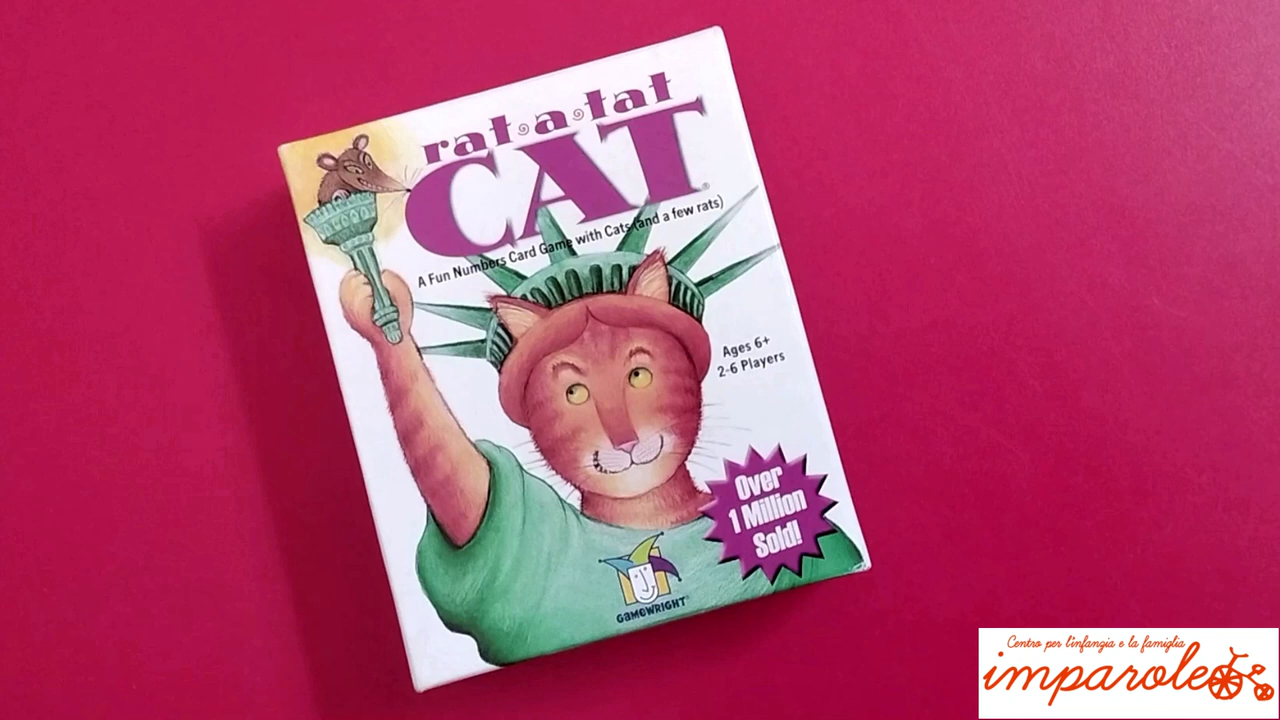 rat•a•tat
CAT®
A Fun Numbers Card Game with Cats (and a few rats)
Ages 6+
2-6 Players
Over
1 Million
Sold!
GAMEWRIGHT®
Centro per l'infanzia e la famiglia
imparole